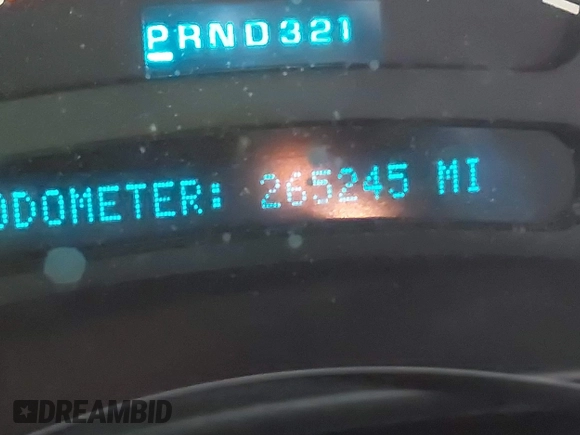 PRND321
ODOMETER: 265245 MI
DREAMBID